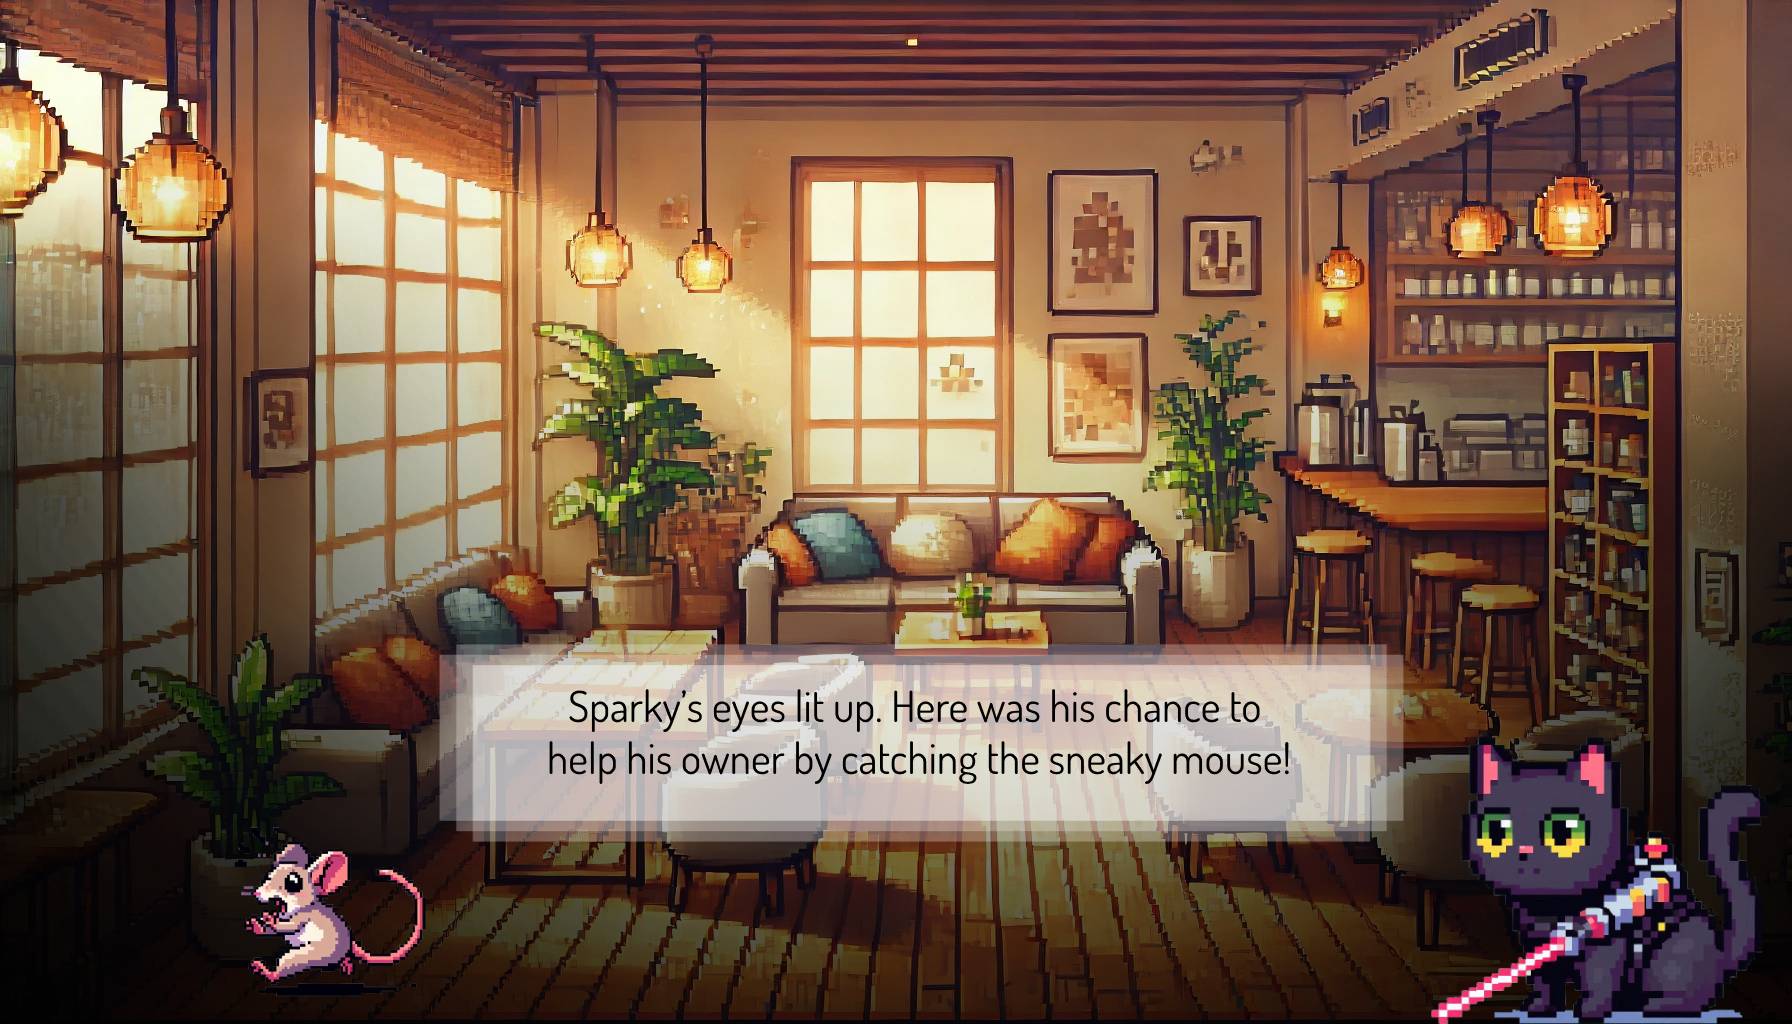 Sparky’s eyes lit up. Here was his chance to
help his owner by catching the sneaky mouse!